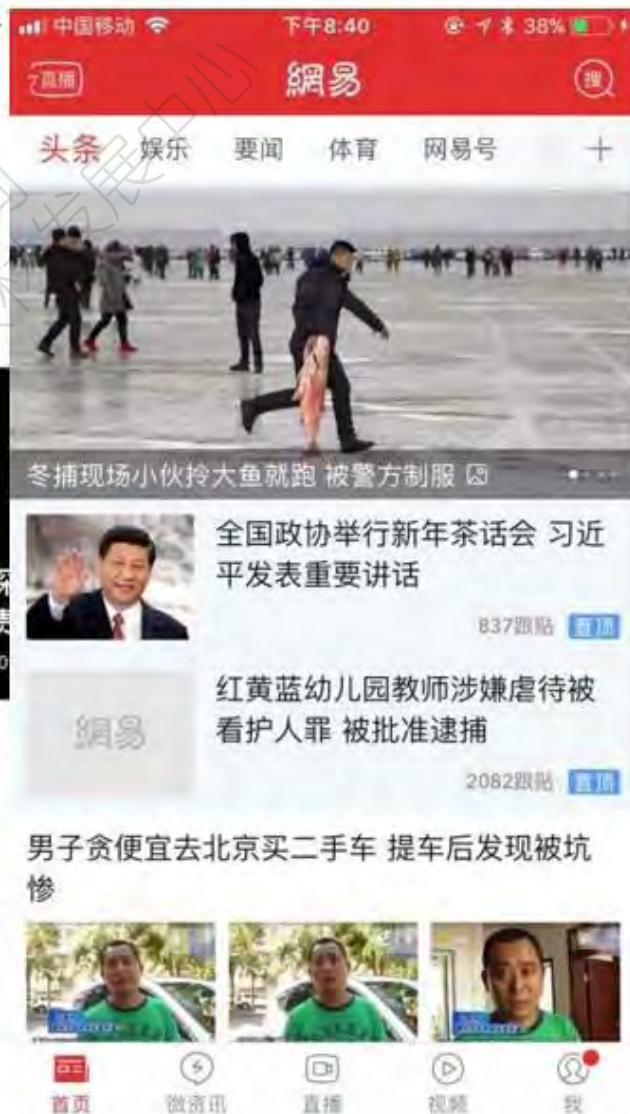 中国移动 下午8:40 38%
直播 網易 搜
头条 娱乐 要闻 体育 网易号
冬捕现场小伙拎大鱼就跑 被警方制服
全国政协举行新年茶话会 习近
平发表重要讲话
837跟贴 置顶
红黄蓝幼儿园教师涉嫌虐待被
看护人罪 被批准逮捕
網易
2082跟贴 置顶
男子贪便宜去北京买二手车 提车后发现被坑
惨
首页 微资讯 直播 视频 我
发展中心